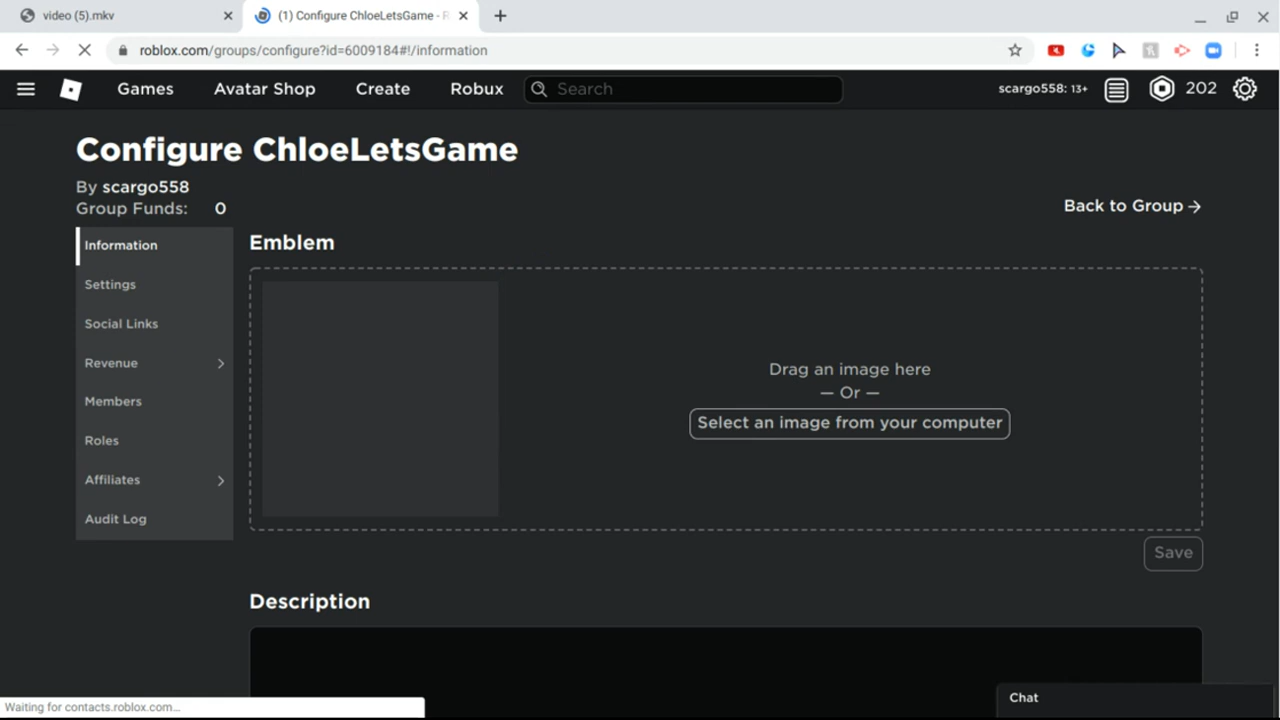 video (5).mkv
(1) Configure ChloeLetsGame - R
roblox.com/groups/configure?id=6009184#!/information
Games
Avatar Shop
Create
Robux
Search
scargo558: 13+
202
Configure ChloeLetsGame
By scargo558
Group Funds: 0
Back to Group →
Information
Settings
Social Links
Revenue
Members
Roles
Affiliates
Audit Log
Emblem
Drag an image here
— Or —
Select an image from your computer
Save
Description
Waiting for contacts.roblox.com...
Chat